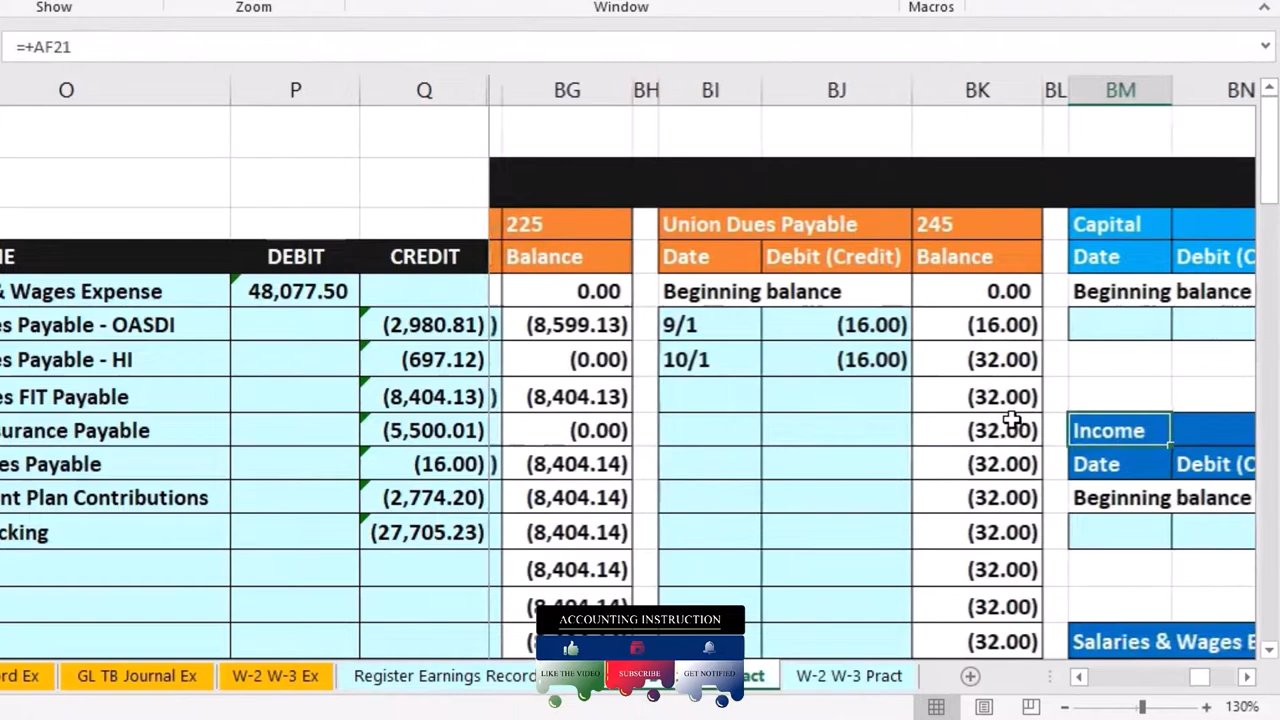 Show Zoom Window Macros
=+AF21
O P Q BG BH BI BJ BK BL BM BN
225 Union Dues Payable 245 Capital
E DEBIT CREDIT Balance Date Debit (Credit) Balance Date Debit (C
& Wages Expense 48,077.50 0.00 Beginning balance 0.00 Beginning balance
s Payable - OASDI (2,980.81) ) (8,599.13) 9/1 (16.00) (16.00)
s Payable - HI (697.12) (0.00) 10/1 (16.00) (32.00)
s FIT Payable (8,404.13) ) (8,404.13) (32.00)
urance Payable (5,500.01) (0.00) (32.00) Income
es Payable (16.00) ) (8,404.14) (32.00) Date Debit (C
nt Plan Contributions (2,774.20) (8,404.14) (32.00) Beginning balance
cking (27,705.23) (8,404.14) (32.00)
(8,404.14) (32.00)
(8,404.14) (32.00)
(32.00) Salaries & Wages E
ACCOUNTING INSTRUCTION
LIKE THE VIDEO SUBSCRIBE GET NOTIFIED
rd Ex GL TB Journal Ex W-2 W-3 Ex Register Earnings Record act W-2 W-3 Pract
130%